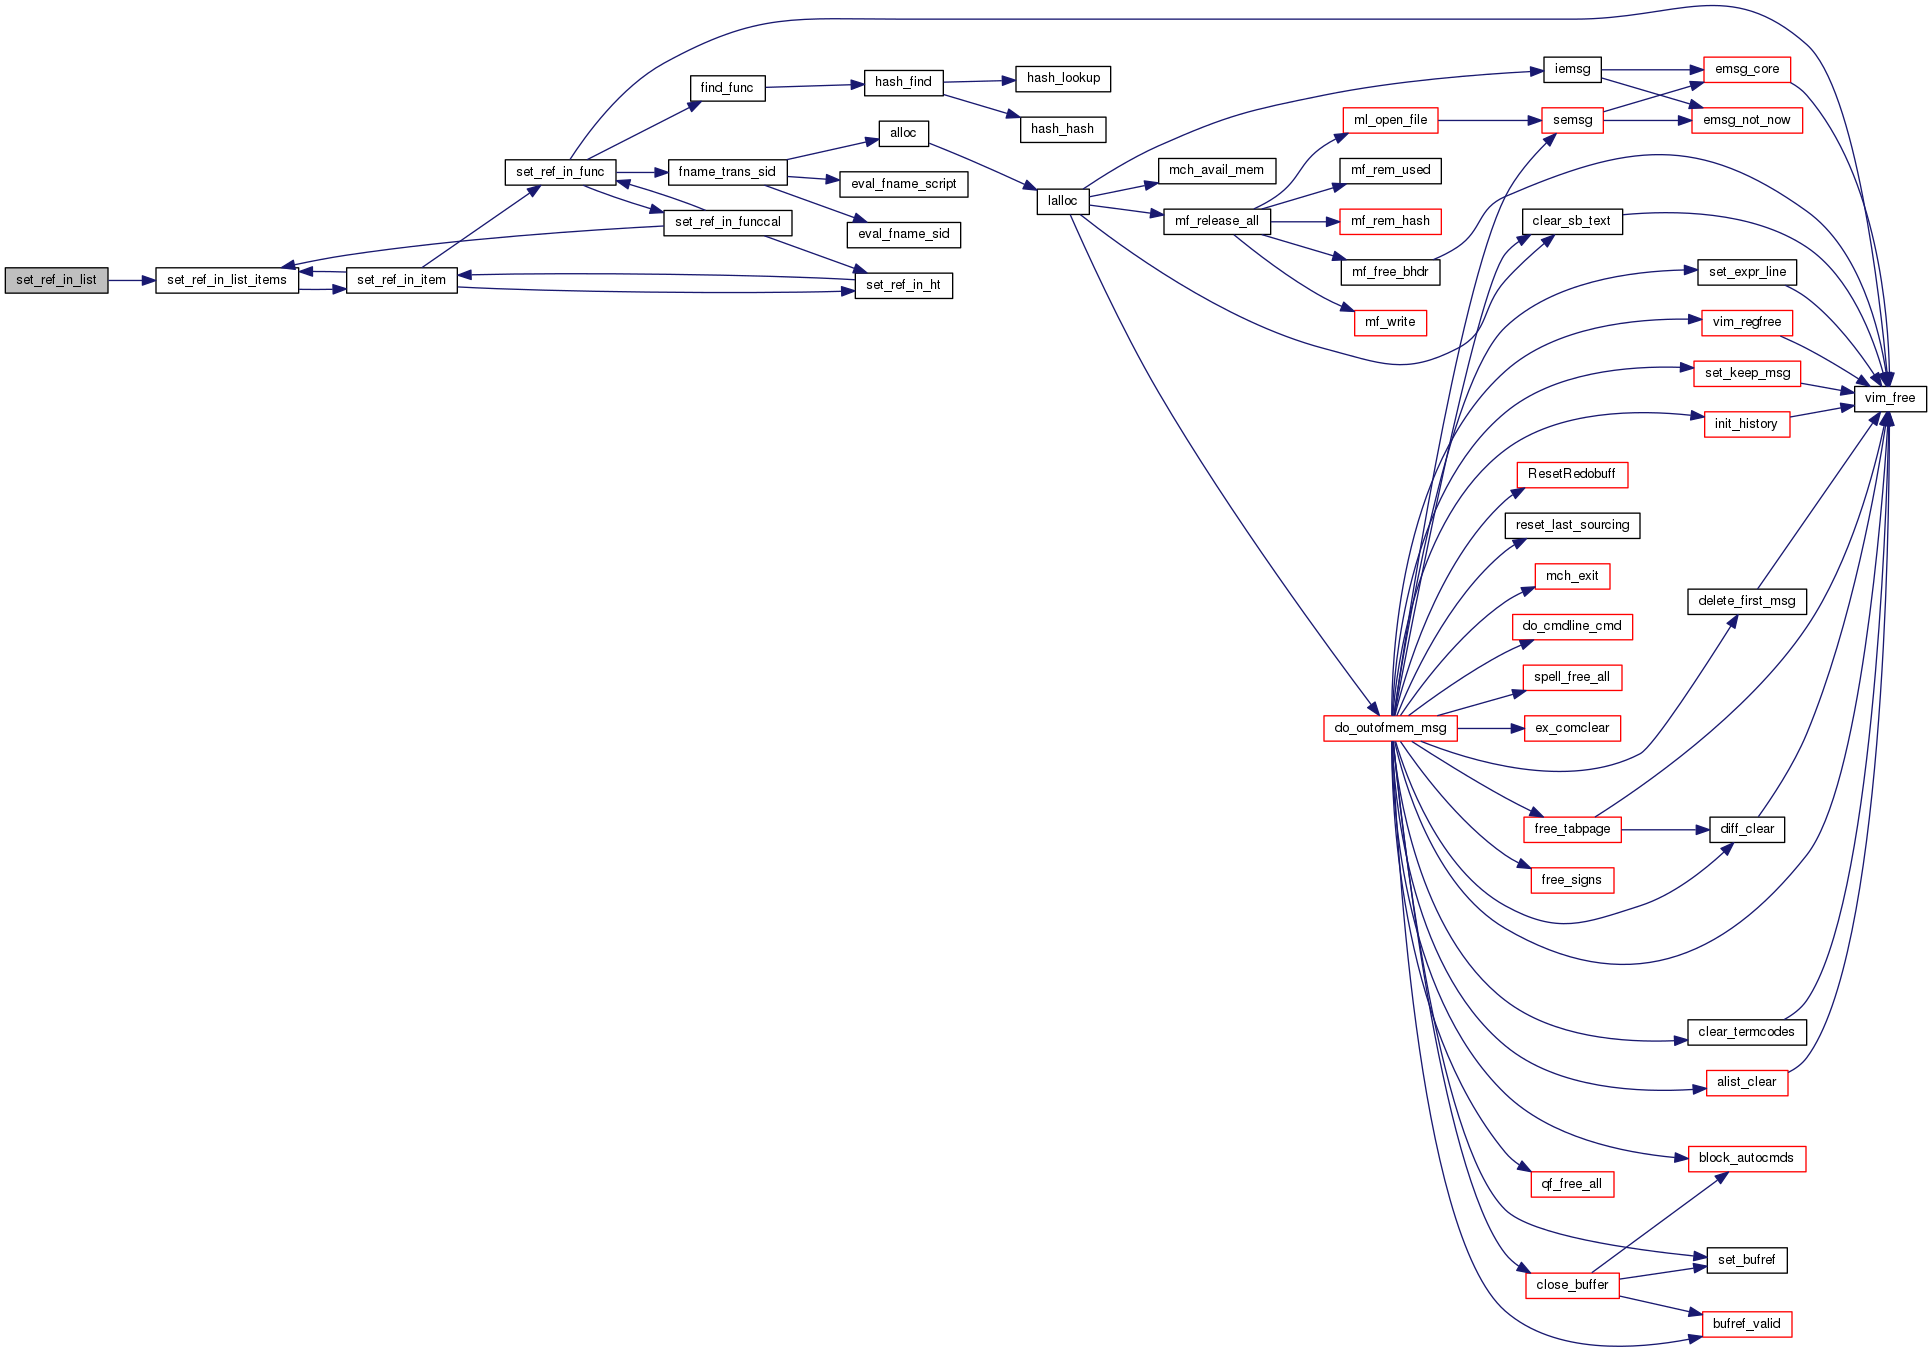 set_ref_in_list
set_ref_in_list_items
set_ref_in_item
set_ref_in_func
find_func
hash_find
hash_lookup
hash_hash
alloc
fname_trans_sid
eval_fname_script
set_ref_in_funccal
eval_fname_sid
set_ref_in_ht
lalloc
iemsg
emsg_core
ml_open_file
semsg
emsg_not_now
mch_avail_mem
mf_rem_used
mf_release_all
mf_rem_hash
clear_sb_text
mf_free_bhdr
set_expr_line
mf_write
vim_regfree
set_keep_msg
vim_free
init_history
ResetRedobuff
reset_last_sourcing
mch_exit
delete_first_msg
do_cmdline_cmd
spell_free_all
do_outofmem_msg
ex_comclear
free_tabpage
diff_clear
free_signs
clear_termcodes
alist_clear
block_autocmds
qf_free_all
set_bufref
close_buffer
bufref_valid